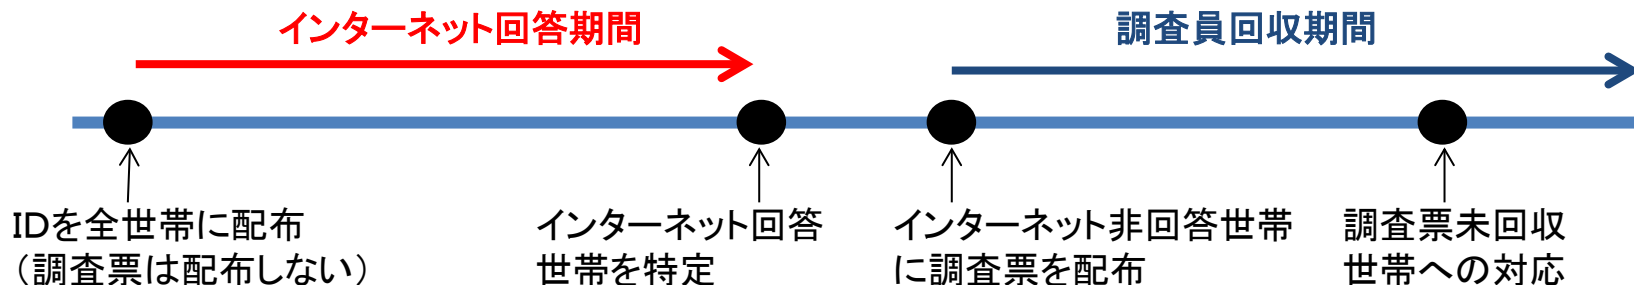 インターネット回答期間
調査員回収期間
IDを全世帯に配布
（調査票は配布しない）
インターネット回答
世帯を特定
インターネット非回答世帯
に調査票を配布
調査票未回収
世帯への対応